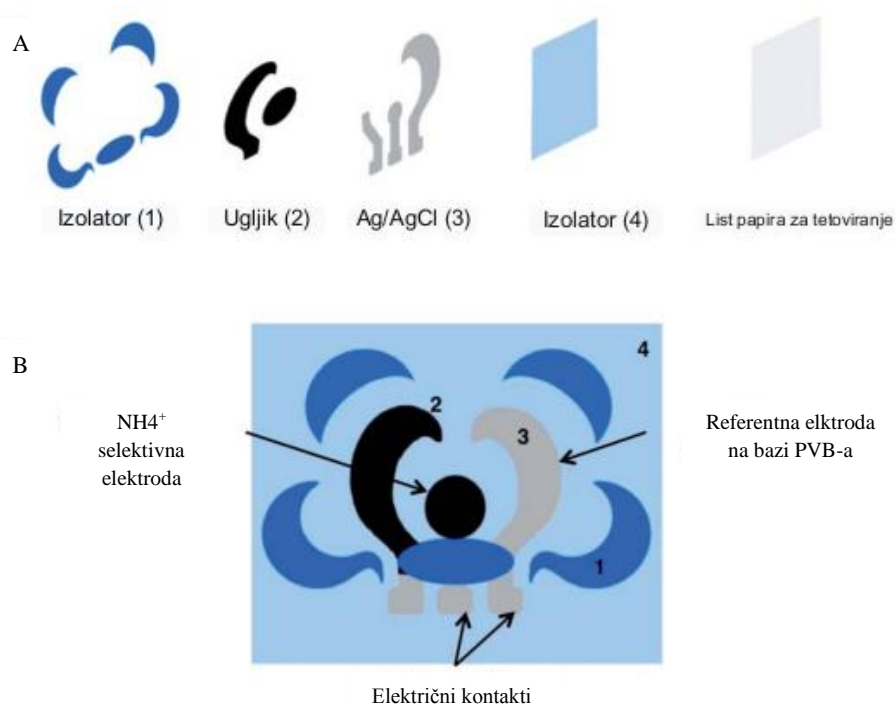 A
Izolator (1)
Ugljik (2)
Ag/AgCl (3)
Izolator (4)
List papira za tetoviranje
B
4
NH4⁺
selektivna
elektroda
2
3
Referentna elktroda
na bazi PVB-a
1
Električni kontakti